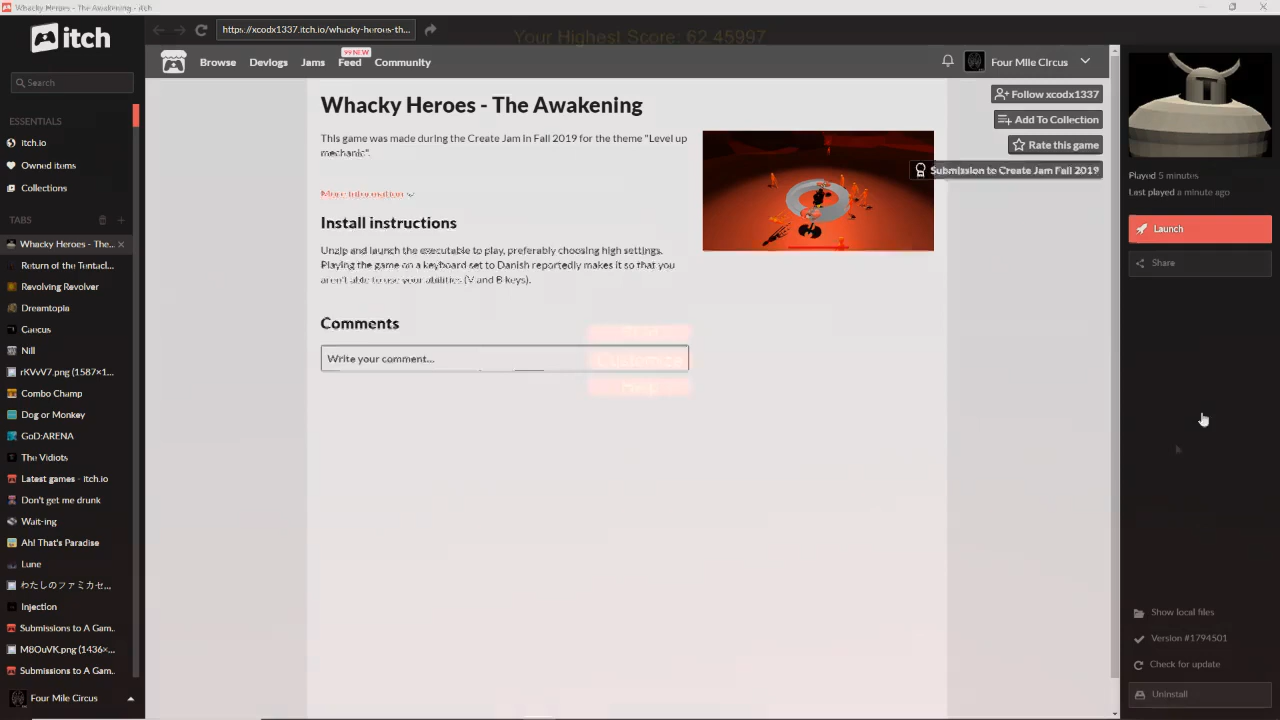 Whacky Heroes - The Awakening - itch
itch
https://xcodx1337.itch.io/whacky-heroes-th...
Your Highest Score: 62.45997
Search
Browse
Devlogs
Jams
99 NEW
Feed
Community
Four Mile Circus
ESSENTIALS
itch.io
Owned items
Collections
TABS
Whacky Heroes - The...
Return of the Tentacl...
Revolving Revolver
Dreamtopia
Caucus
Nill
rKVvV7.png (1587×1...
Combo Champ
Dog or Monkey
GoD:ARENA
The Vidiots
Latest games - itch.io
Don't get me drunk
Wait-ing
Ah! That's Paradise
Lune
わたしのファミカセ...
Injection
Submissions to A Gam...
M8OuVK.png (1436×...
Submissions to A Gam...
Four Mile Circus
Whacky Heroes - The Awakening
This game was made during the Create Jam in Fall 2019 for the theme "Level up
mechanic".
More information
Install instructions
Unzip and launch the executable to play, preferably choosing high settings.
Playing the game on a keyboard set to Danish reportedly makes it so that you
aren't able to use your abilities (V and B keys).
Comments
Write your comment...
Customize
Help
Follow xcodx1337
Add To Collection
Rate this game
Submission to Create Jam Fall 2019
T
Played 5 minutes
Last played a minute ago
Launch
Share
Show local files
Version #1794501
Check for update
Uninstall